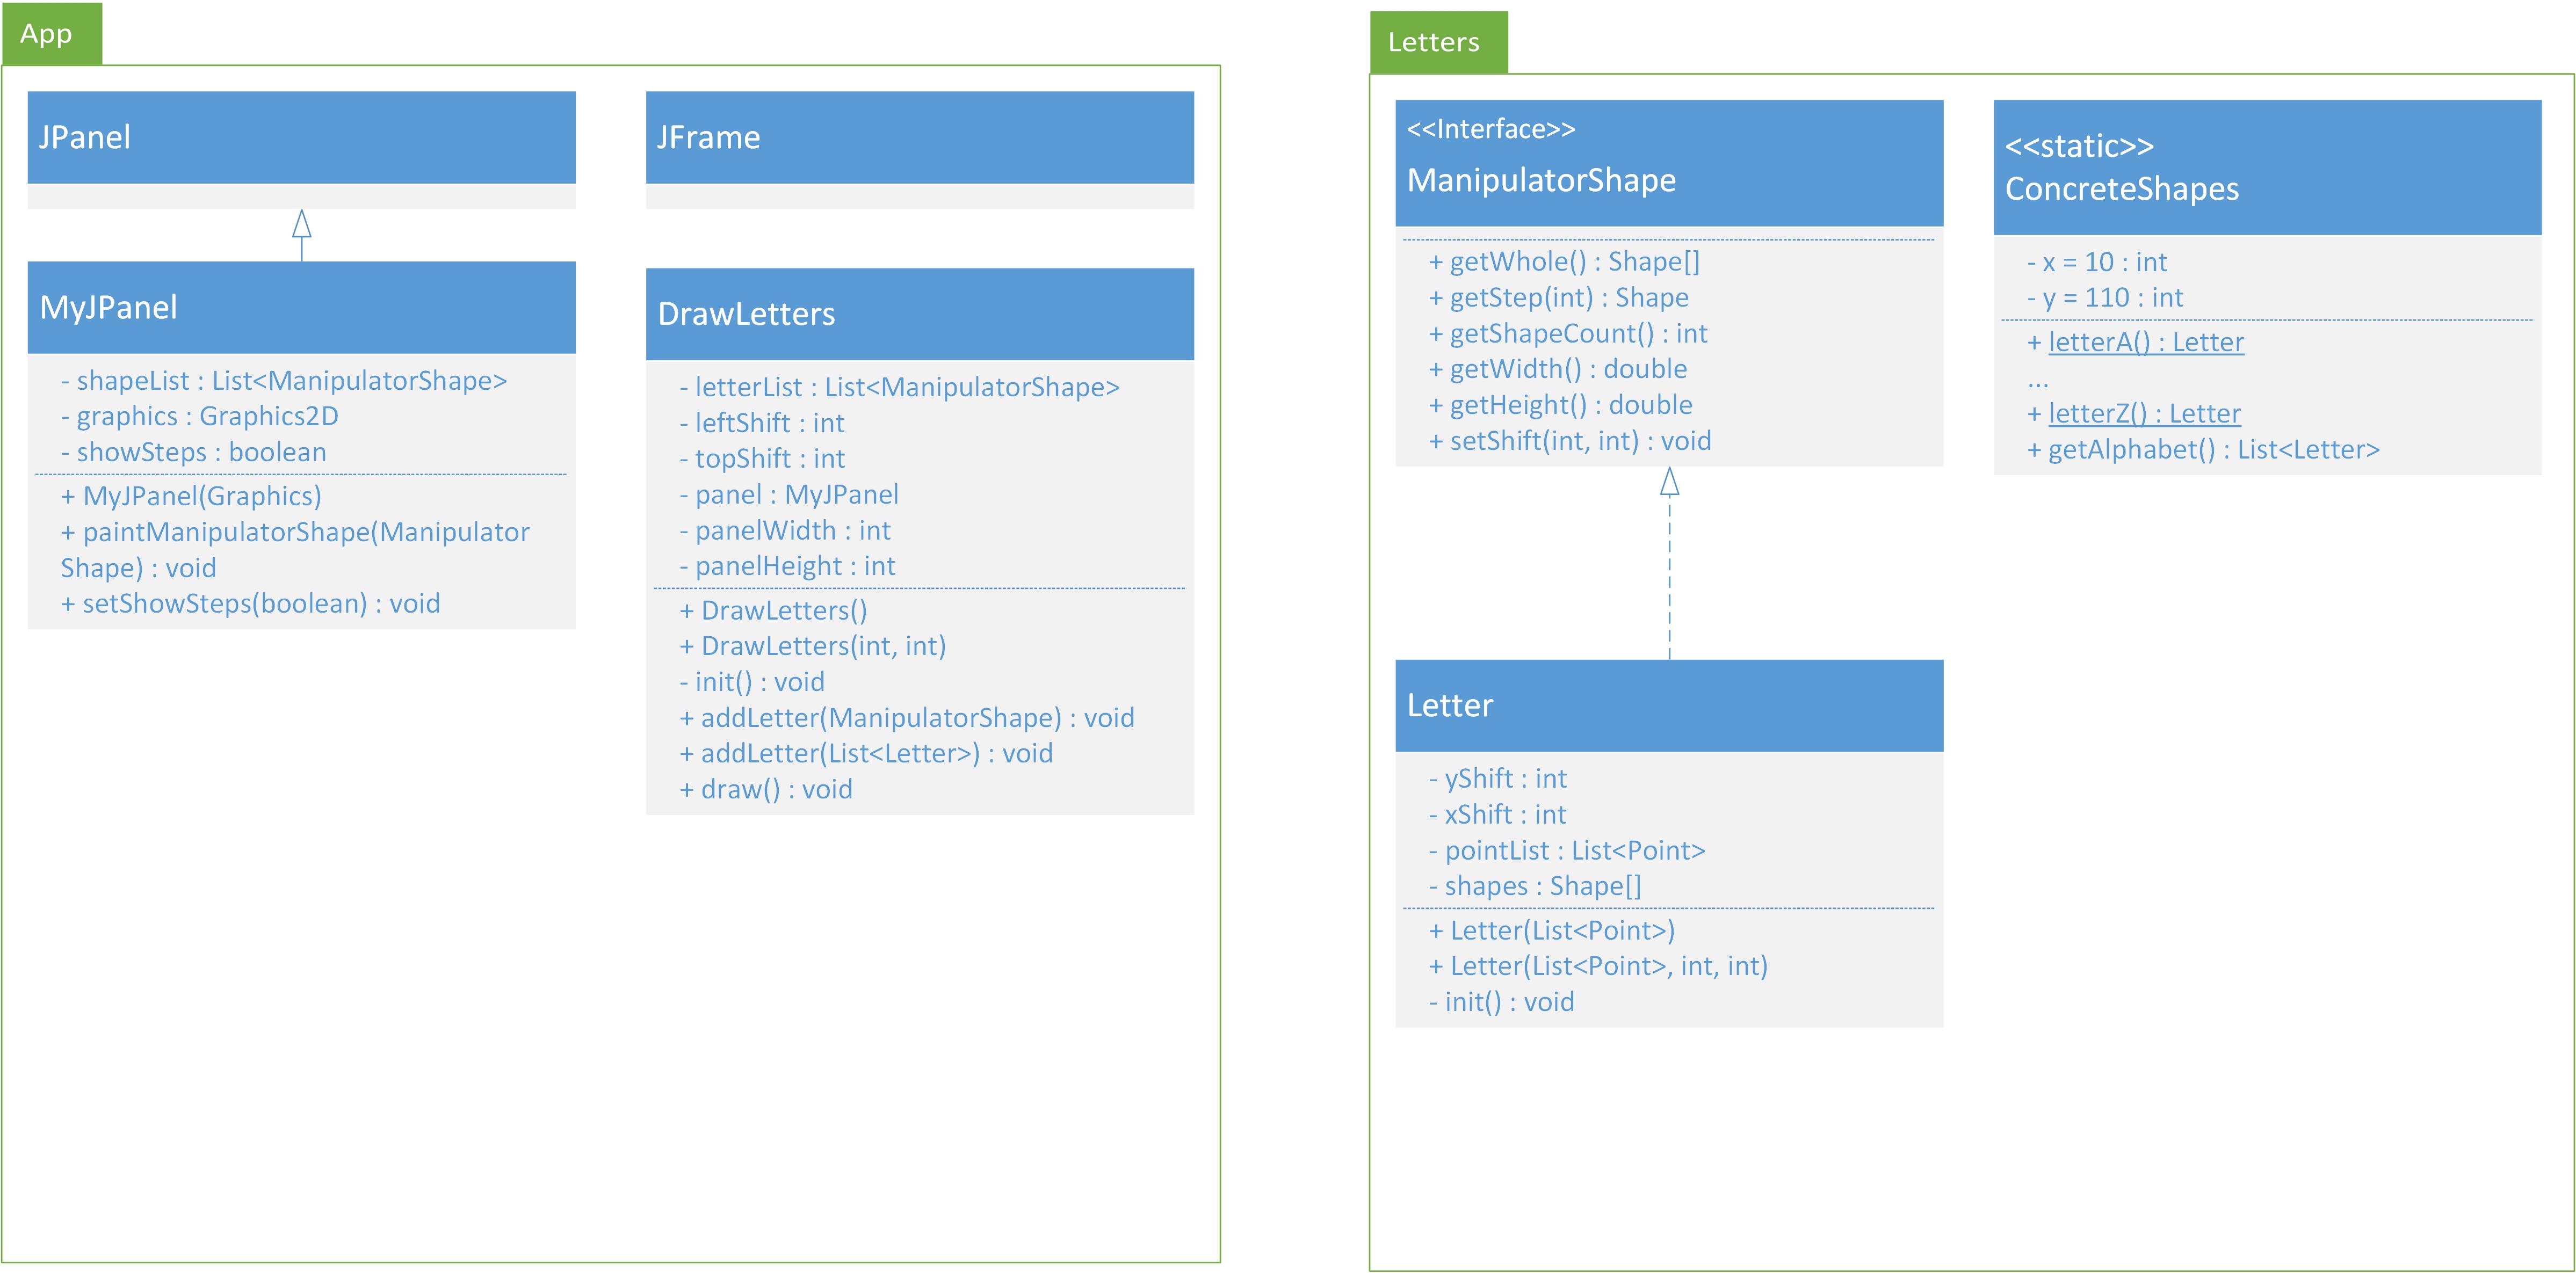 App
JPanel
MyJPanel
- shapeList : List<ManipulatorShape>
- graphics : Graphics2D
- showSteps : boolean
+ MyJPanel(Graphics)
+ paintManipulatorShape(Manipulator
Shape) : void
+ setShowSteps(boolean) : void
JFrame
DrawLetters
- letterList : List<ManipulatorShape>
- leftShift : int
- topShift : int
- panel : MyJPanel
- panelWidth : int
- panelHeight : int
+ DrawLetters()
+ DrawLetters(int, int)
- init() : void
+ addLetter(ManipulatorShape) : void
+ addLetter(List<Letter>) : void
+ draw() : void
Letters
<<Interface>>
ManipulatorShape
+ getWhole() : Shape[]
+ getStep(int) : Shape
+ getShapeCount() : int
+ getWidth() : double
+ getHeight() : double
+ setShift(int, int) : void
Letter
- yShift : int
- xShift : int
- pointList : List<Point>
- shapes : Shape[]
+ Letter(List<Point>)
+ Letter(List<Point>, int, int)
- init() : void
<<static>>
ConcreteShapes
- x = 10 : int
- y = 110 : int
+ letterA() : Letter
...
+ letterZ() : Letter
+ getAlphabet() : List<Letter>